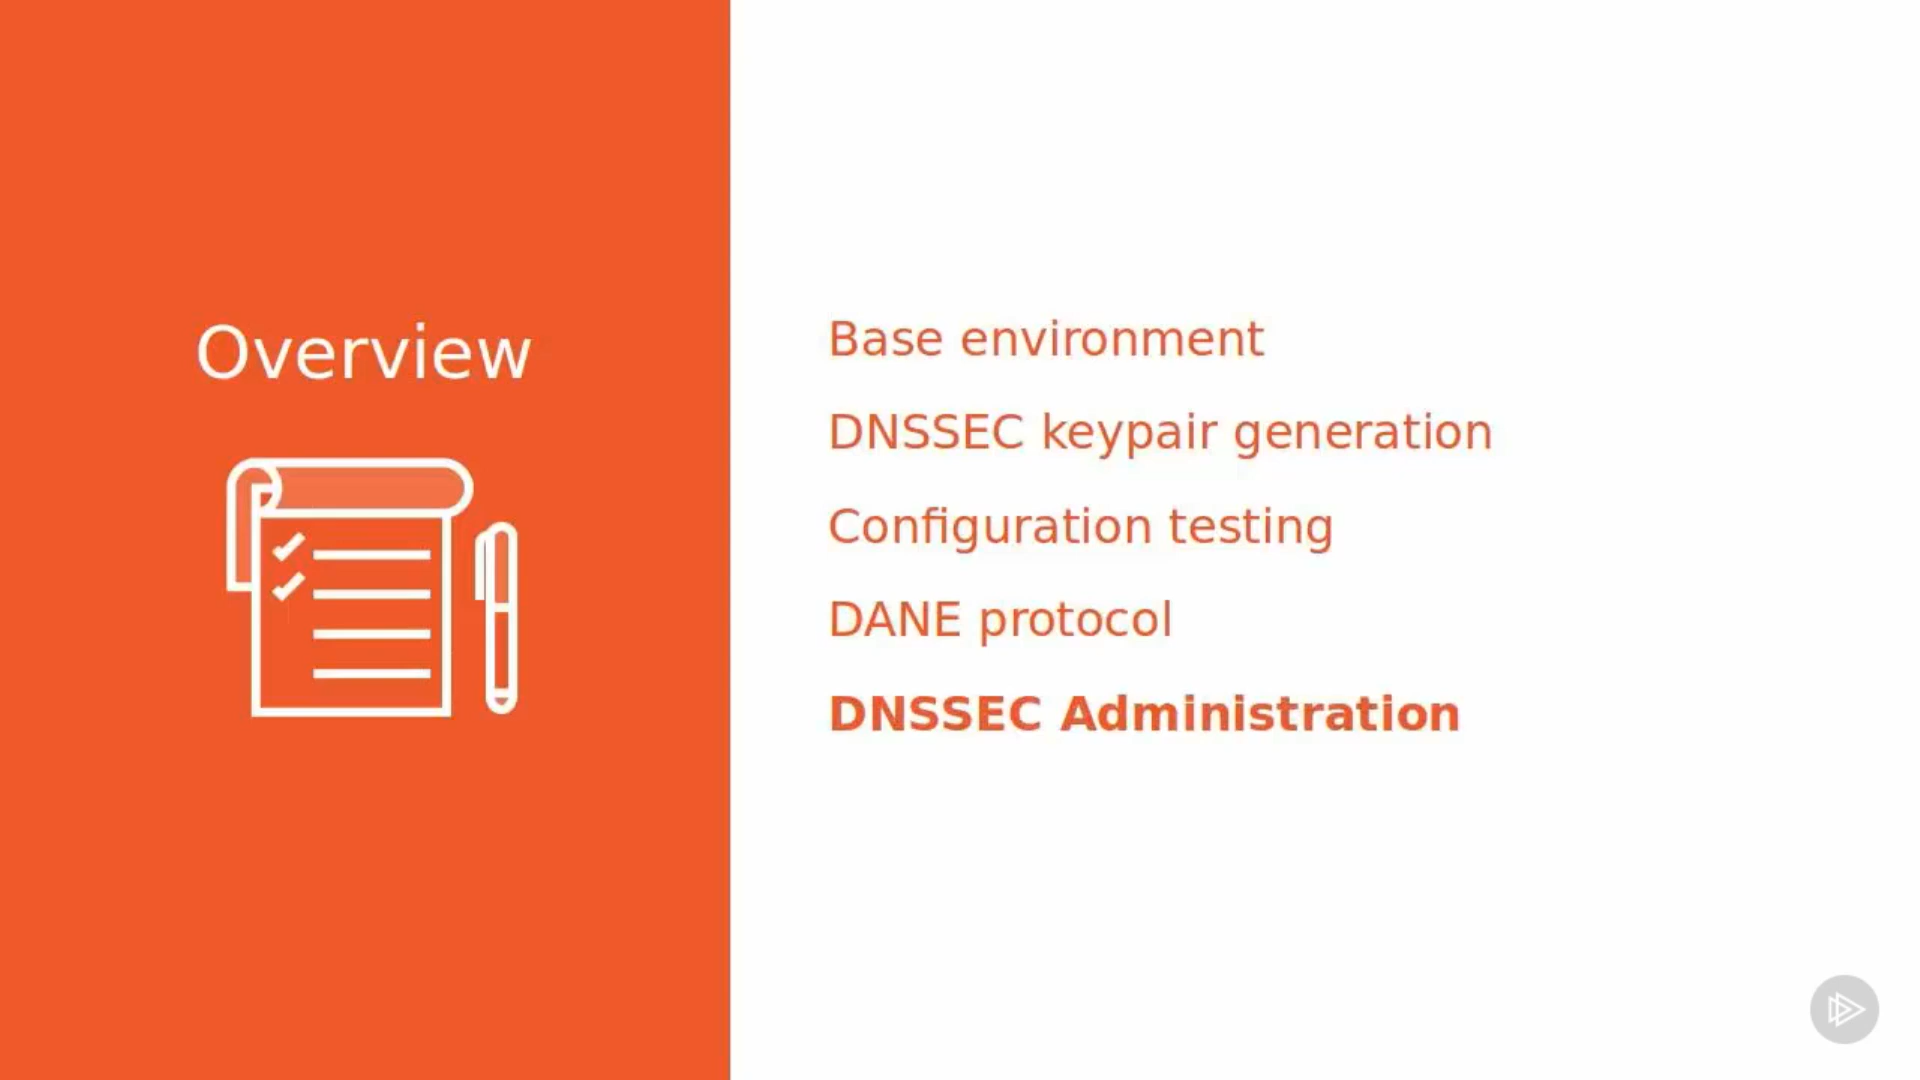 Overview
Base environment
DNSSEC keypair generation
Configuration testing
DANE protocol
DNSSEC Administration